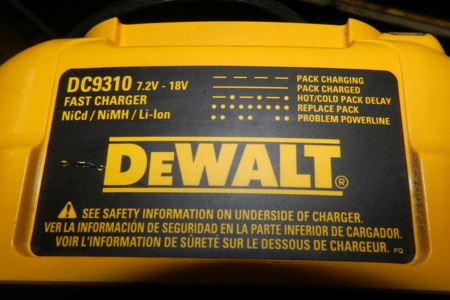 DC9310 7.2V - 18V
FAST CHARGER
NiCd / NiMH / Li-Ion
PACK CHARGING
PACK CHARGED
HOT/COLD PACK DELAY
REPLACE PACK
PROBLEM POWERLINE
DEWALT®
SEE SAFETY INFORMATION ON UNDERSIDE OF CHARGER.
VER LA INFORMACIÓN DE SEGURIDAD EN LA PARTE INFERIOR DE CARGADOR.
VOIR L'INFORMATION DE SÛRETÉ SUR LE DESSOUS DE CHARGEUR. PG